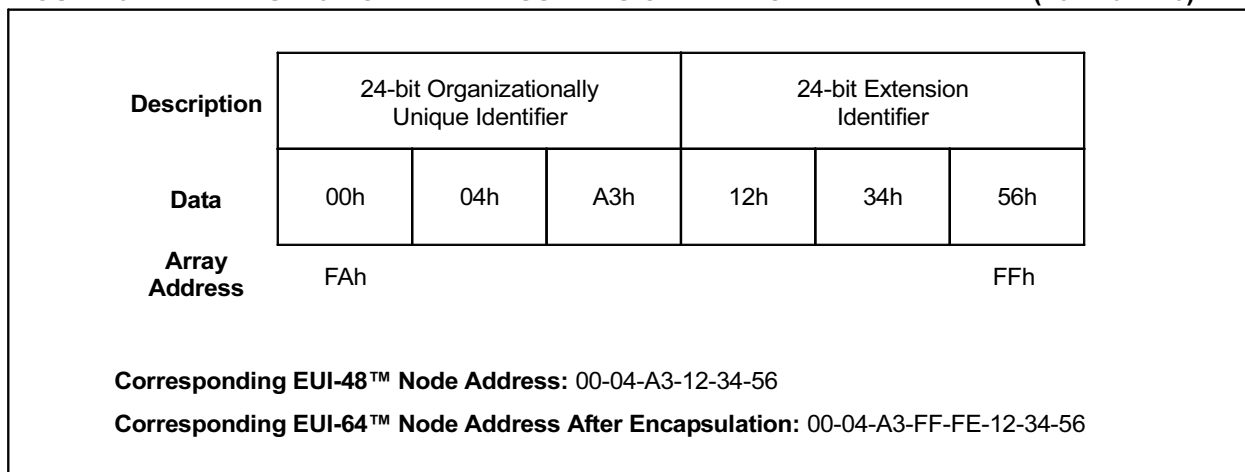 Description
24-bit Organizationally
Unique Identifier
24-bit Extension
Identifier
Data
00h
04h
A3h
12h
34h
56h
Array
Address
FAh
FFh
Corresponding EUI-48™ Node Address: 00-04-A3-12-34-56
Corresponding EUI-64™ Node Address After Encapsulation: 00-04-A3-FF-FE-12-34-56